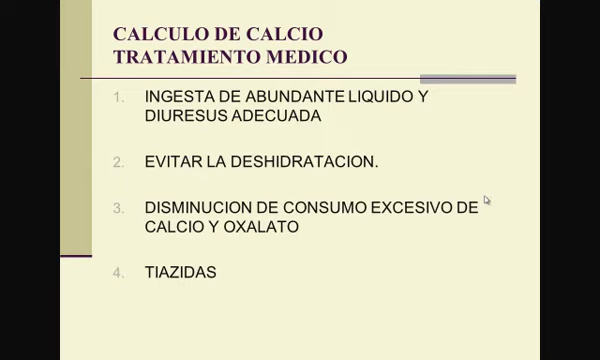 CALCULO DE CALCIO
TRATAMIENTO MEDICO
1. INGESTA DE ABUNDANTE LIQUIDO Y
DIURESUS ADECUADA
2. EVITAR LA DESHIDRATACION.
3. DISMINUCION DE CONSUMO EXCESIVO DE
CALCIO Y OXALATO
4. TIAZIDAS